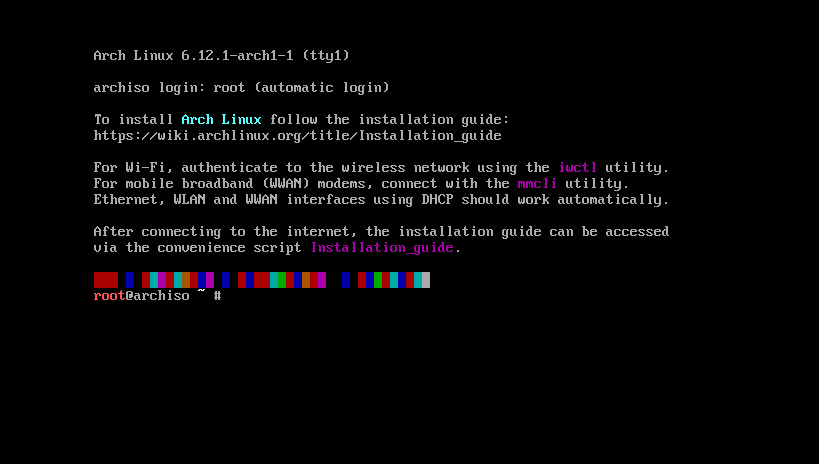 Arch Linux 6.12.1-arch1-1 (tty1)
archiso login: root (automatic login)
To install Arch Linux follow the installation guide:
https://wiki.archlinux.org/title/Installation_guide
For Wi-Fi, authenticate to the wireless network using the iwctl utility.
For mobile broadband (WWAN) modems, connect with the mmcli utility.
Ethernet, WLAN and WWAN interfaces using DHCP should work automatically.
After connecting to the internet, the installation guide can be accessed
via the convenience script Installation_guide.
root@archiso ~ #